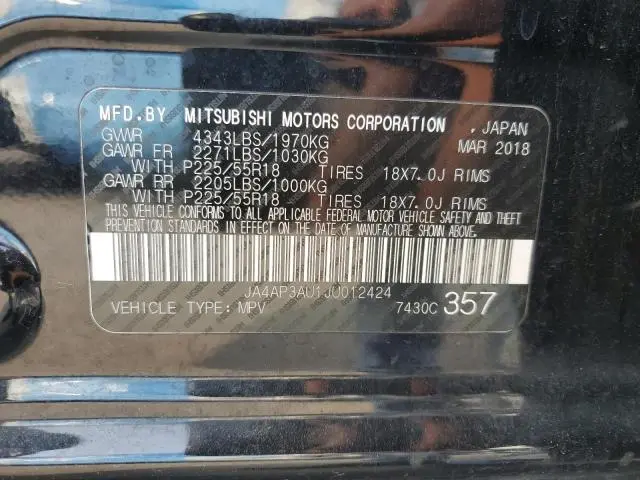 MFD.BY MITSUBISHI MOTORS CORPORATION , JAPAN
GVWR 4343LBS/1970KG MAR 2018
GAWR FR 2271LBS/1030KG
WITH P225/55R18 TIRES 18X7.0J RIMS
GAWR RR 2205LBS/1000KG
WITH P225/55R18 TIRES 18X7.0J RIMS
THIS VEHICLE CONFORMS TO ALL APPLICABLE FEDERAL MOTOR VEHICLE SAFETY AND THEFT
PREVENTION STANDARDS IN EFFECT ON THE DATE OF MANUFACTURE SHOWN ABOVE.
JA4AP3AU1JU012424
VEHICLE TYPE: MPV 7430C 357